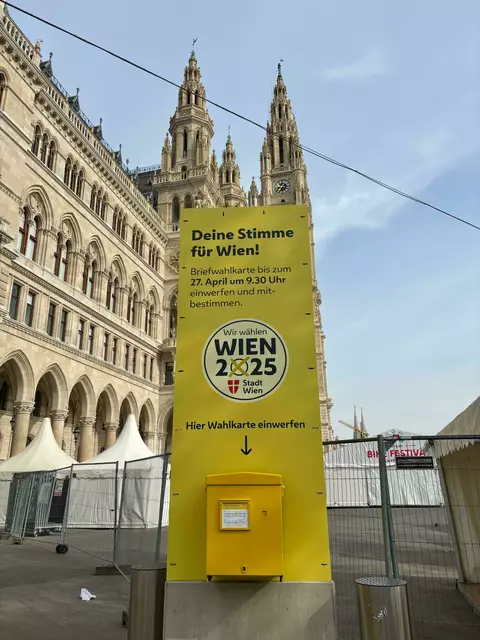 Deine Stimme
für Wien!
Briefwahlkarte bis zum
27. April um 9.30 Uhr
einwerfen und mit-
bestimmen.
Wir wählen
WIEN
2025
Stadt
Wien
Hier Wahlkarte einwerfen
FESTIVA